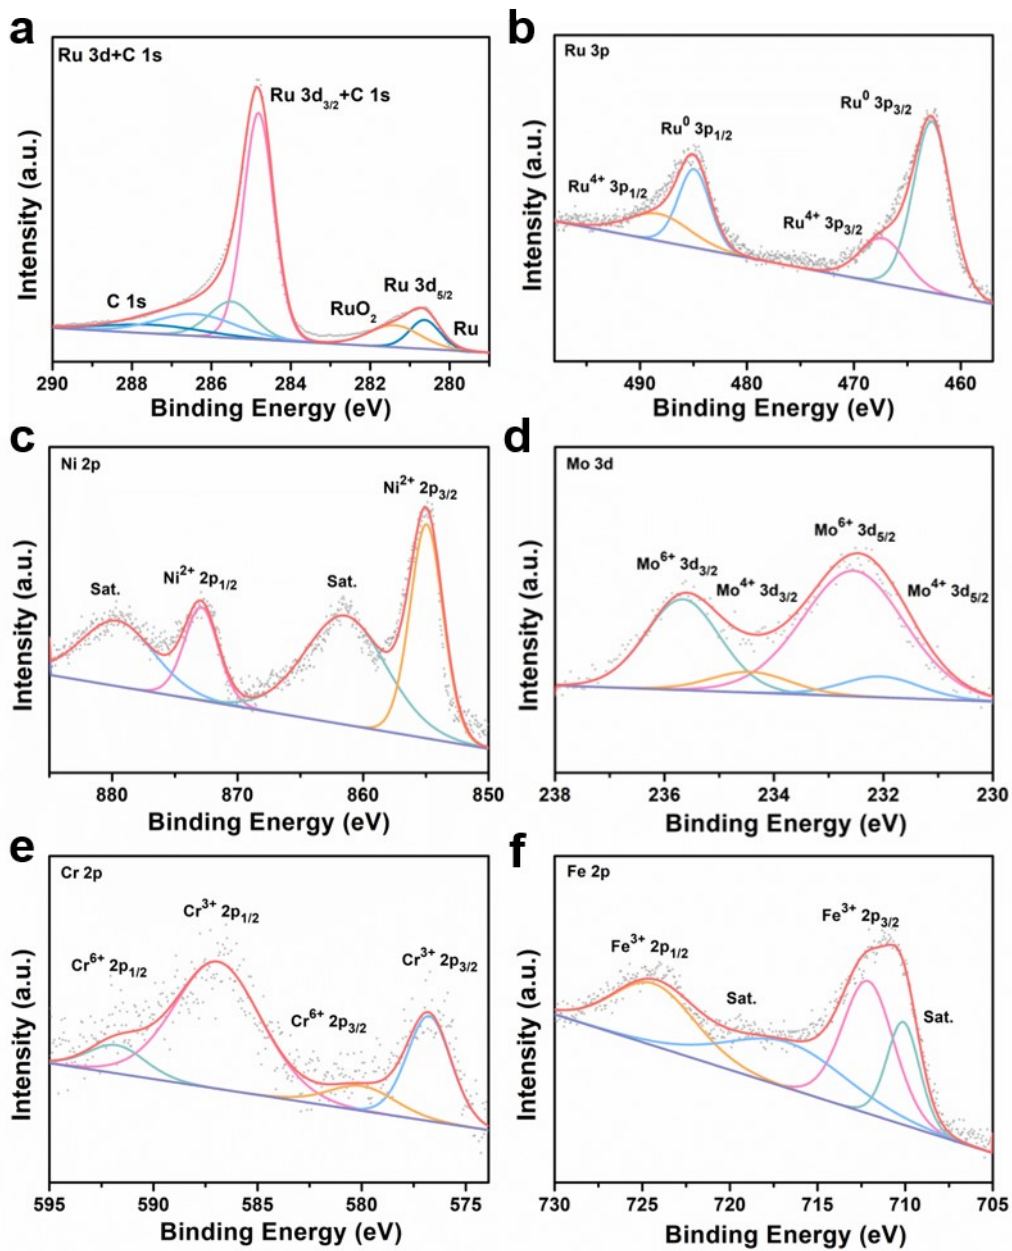 a
Ru 3d+C 1s
Ru 3d3/2+C 1s
C 1s
RuO2
Ru 3d5/2
Ru
Intensity (a.u.)
290 288 286 284 282 280
Binding Energy (eV)
b
Ru 3p
Ru0 3p3/2
Ru0 3p1/2
Ru4+ 3p1/2
Ru4+ 3p3/2
Intensity (a.u.)
490 480 470 460
Binding Energy (eV)
c
Ni 2p
Ni2+ 2p3/2
Sat.
Ni2+ 2p1/2
Sat.
Intensity (a.u.)
880 870 860 850
Binding Energy (eV)
d
Mo 3d
Mo6+ 3d5/2
Mo6+ 3d3/2
Mo4+ 3d3/2
Mo4+ 3d5/2
Intensity (a.u.)
238 236 234 232 230
Binding Energy (eV)
e
Cr 2p
Cr3+ 2p1/2
Cr6+ 2p1/2
Cr3+ 2p3/2
Cr6+ 2p3/2
Intensity (a.u.)
595 590 585 580 575
Binding Energy (eV)
f
Fe 2p
Fe3+ 2p3/2
Fe3+ 2p1/2
Sat.
Sat.
Intensity (a.u.)
730 725 720 715 710 705
Binding Energy (eV)